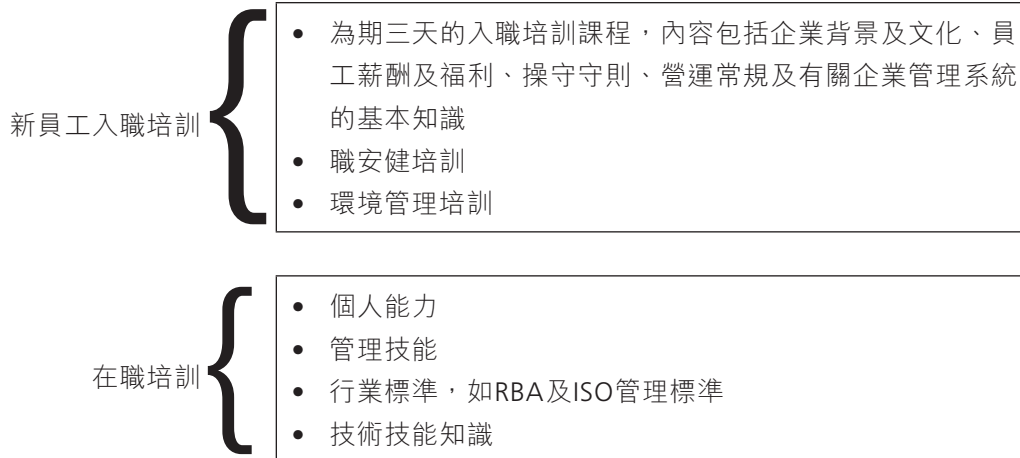 新員工入職培訓
• 為期三天的入職培訓課程，內容包括企業背景及文化、員
工薪酬及福利、操守守則、營運常規及有關企業管理系統
的基本知識
• 職安健培訓
• 環境管理培訓
在職培訓
• 個人能力
• 管理技能
• 行業標準，如RBA及ISO管理標準
• 技術技能知識